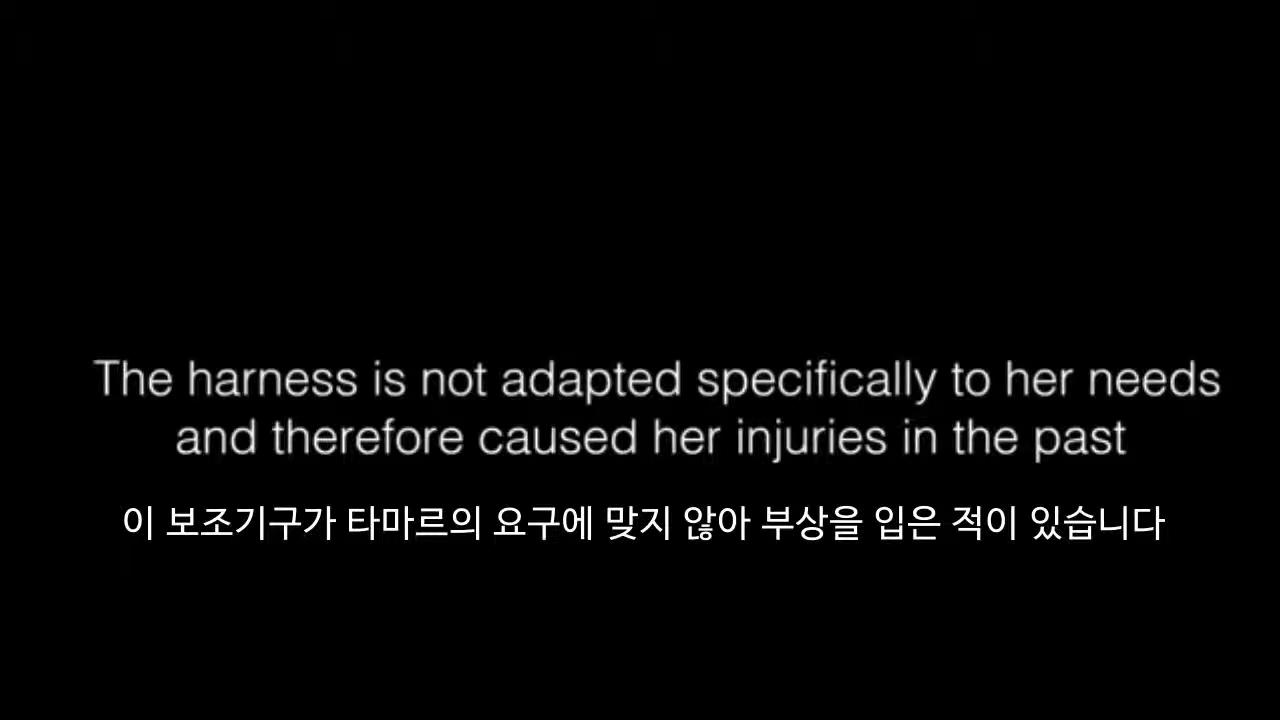 The harness is not adapted specifically to her needs
and therefore caused her injuries in the past
이 보조기구가 타마르의 요구에 맞지 않아 부상을 입은 적이 있습니다